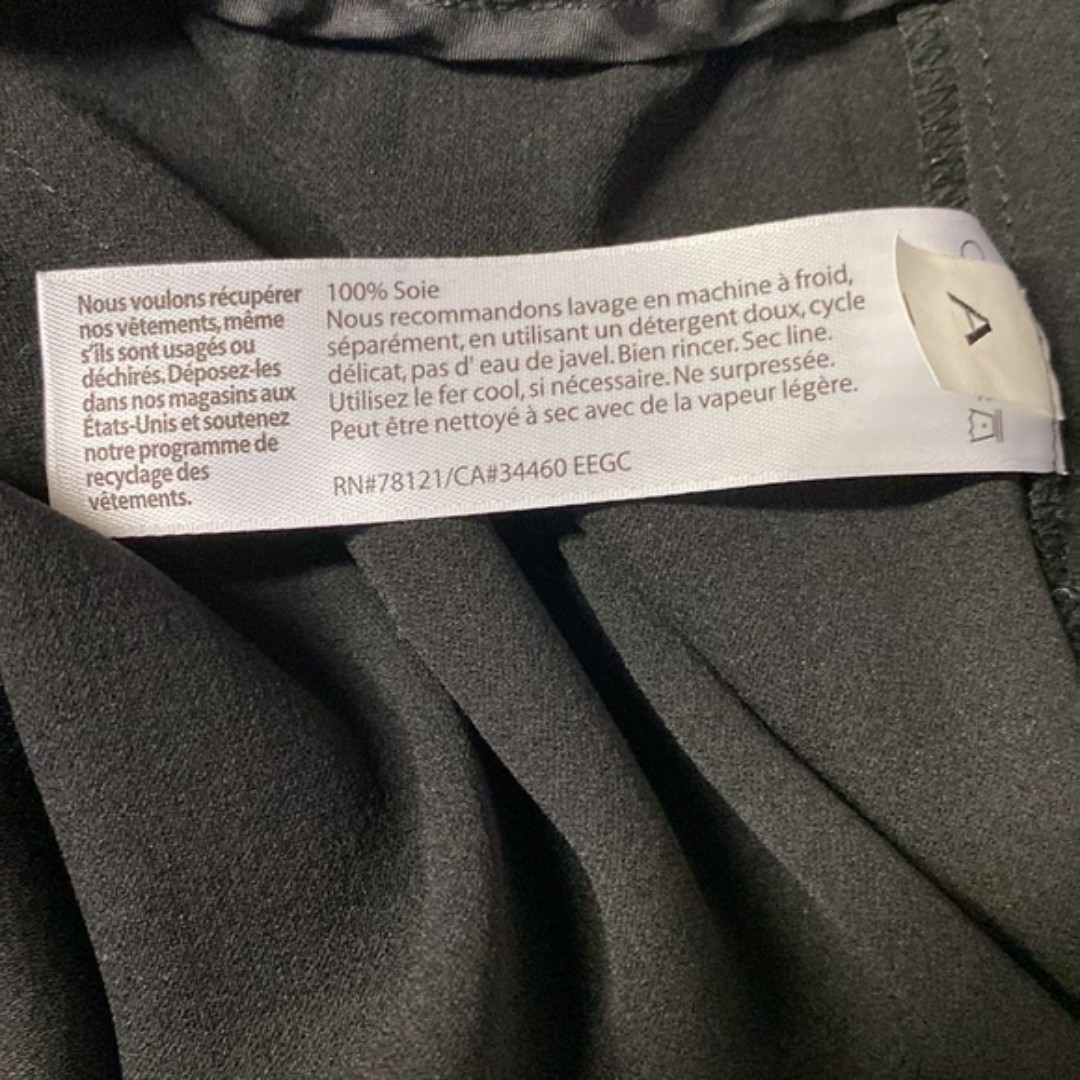 Nous voulons récupérer
nos vêtements, même
s'ils sont usagés ou
déchirés. Déposez-les
dans nos magasins aux
États-Unis et soutenez
notre programme de
recyclage des
vêtements.
100% Soie
Nous recommandons lavage en machine à froid,
séparément, en utilisant un détergent doux, cycle
délicat, pas d' eau de javel. Bien rincer. Sec line.
Utilisez le fer cool, si nécessaire. Ne surpressée.
Peut être nettoyé à sec avec de la vapeur légère.
RN#78121/CA#34460 EEGC
A